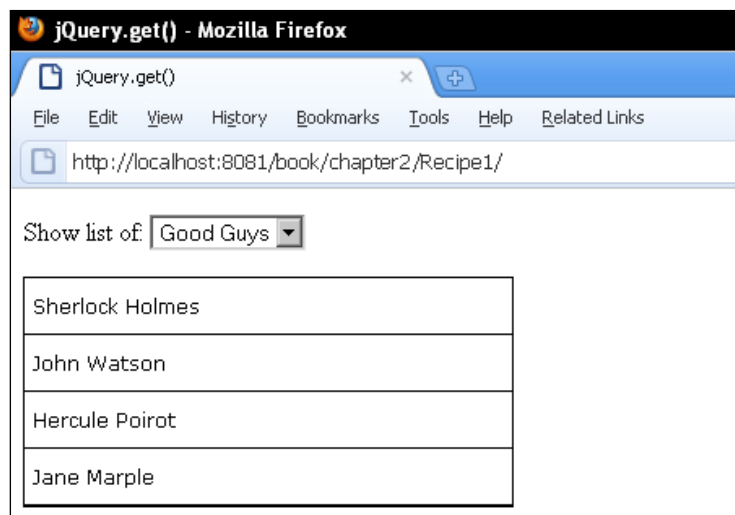 jQuery.get() - Mozilla Firefox
jQuery.get()
File Edit View History Bookmarks Tools Help Related Links
http://localhost:8081/book/chapter2/Recipe1/
Show list of: Good Guys
Sherlock Holmes
John Watson
Hercule Poirot
Jane Marple